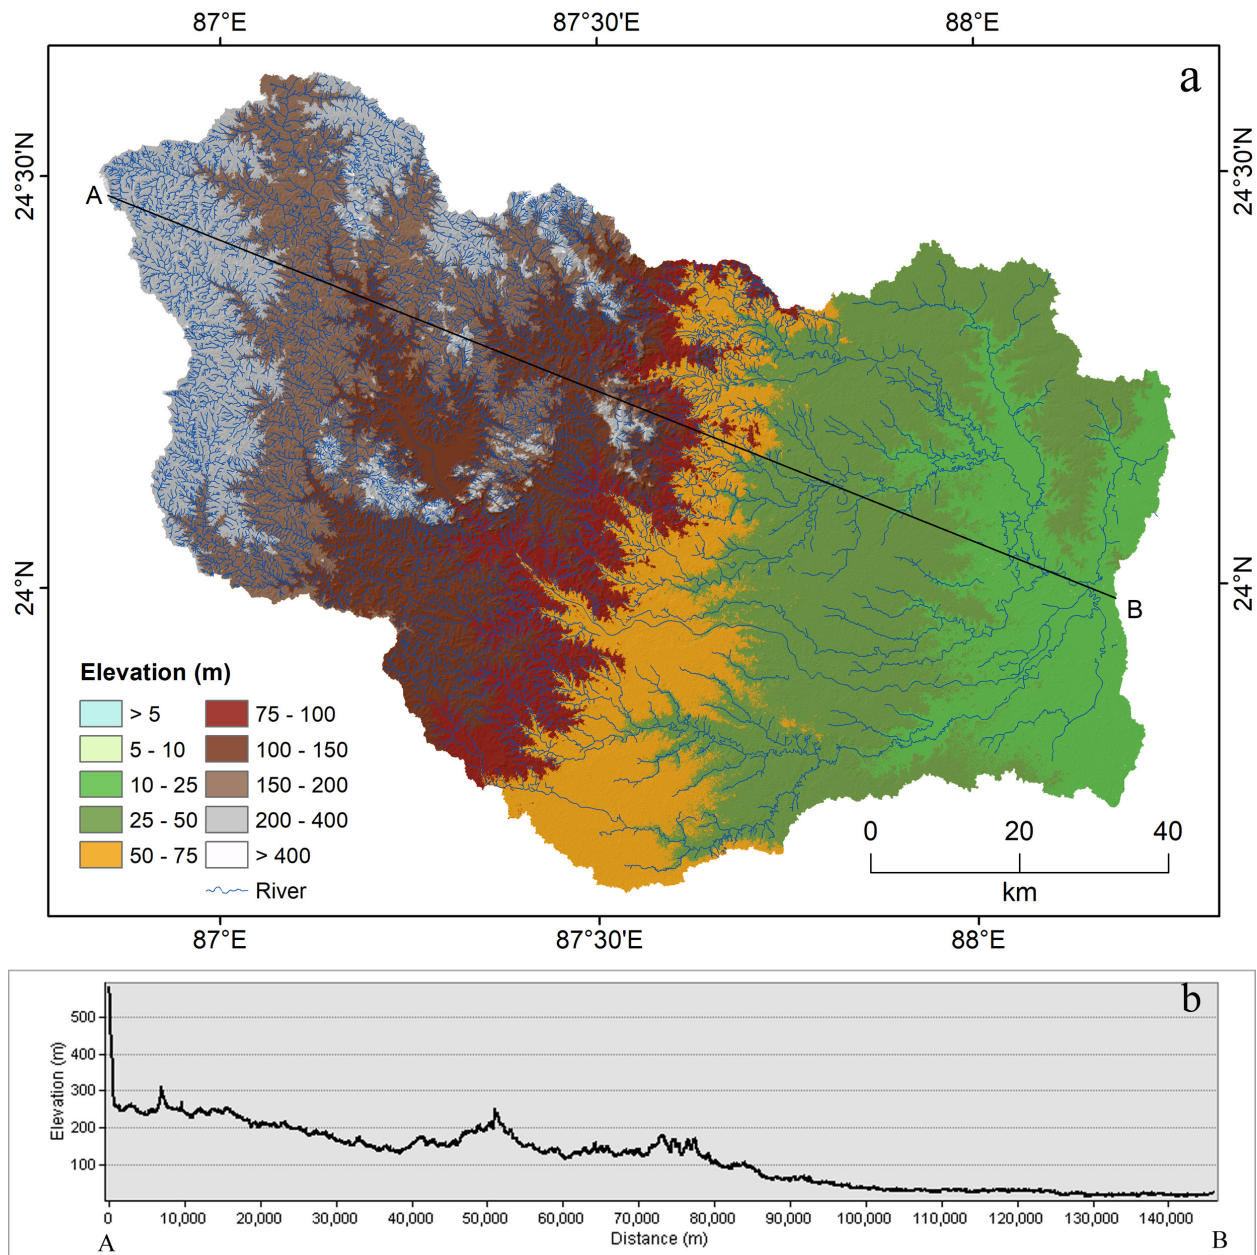 87°E 87°30'E 88°E
a
24°30'N 24°30'N
A
24°N 24°N
B
Elevation (m)
> 5 75 - 100
5 - 10 100 - 150
10 - 25 150 - 200
25 - 50 200 - 400
50 - 75 > 400
River
0 20 40
km
87°E 87°30'E 88°E
b
Elevation (m)
500
400
300
200
100
0 10,000 20,000 30,000 40,000 50,000 60,000 70,000 80,000 90,000 100,000 110,000 120,000 130,000 140,000
A Distance (m) B